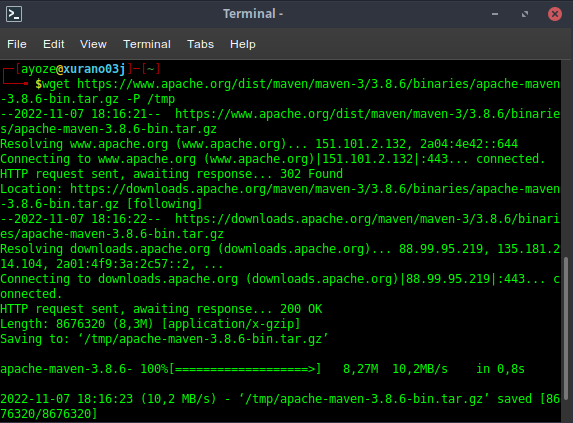 Terminal -
File Edit View Terminal Tabs Help
┌─[ayoze@xurano03j]─[~]
└──╼ $wget https://www.apache.org/dist/maven/maven-3/3.8.6/binaries/apache-maven
-3.8.6-bin.tar.gz -P /tmp
--2022-11-07 18:16:21--  https://www.apache.org/dist/maven/maven-3/3.8.6/binarie
s/apache-maven-3.8.6-bin.tar.gz
Resolving www.apache.org (www.apache.org)... 151.101.2.132, 2a04:4e42::644
Connecting to www.apache.org (www.apache.org)|151.101.2.132|:443... connected.
HTTP request sent, awaiting response... 302 Found
Location: https://downloads.apache.org/maven/maven-3/3.8.6/binaries/apache-maven
-3.8.6-bin.tar.gz [following]
--2022-11-07 18:16:22--  https://downloads.apache.org/maven/maven-3/3.8.6/binari
es/apache-maven-3.8.6-bin.tar.gz
Resolving downloads.apache.org (downloads.apache.org)... 88.99.95.219, 135.181.2
14.104, 2a01:4f9:3a:2c57::2, ...
Connecting to downloads.apache.org (downloads.apache.org)|88.99.95.219|:443... c
onnected.
HTTP request sent, awaiting response... 200 OK
Length: 8676320 (8,3M) [application/x-gzip]
Saving to: ‘/tmp/apache-maven-3.8.6-bin.tar.gz’
apache-maven-3.8.6- 100%[===================>]   8,27M  10,2MB/s    in 0,8s
2022-11-07 18:16:23 (10,2 MB/s) - ‘/tmp/apache-maven-3.8.6-bin.tar.gz’ saved [86
76320/8676320]